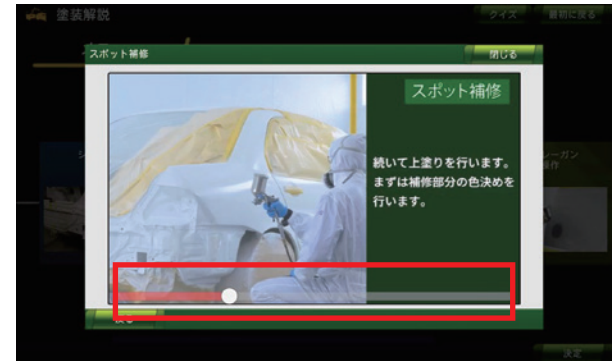 塗装解説
クイズ
最初に戻る
スポット補修
閉じる
スポット補修
続いて上塗りを行います。
まずは補修部分の色決めを
行います。
戻る
決定